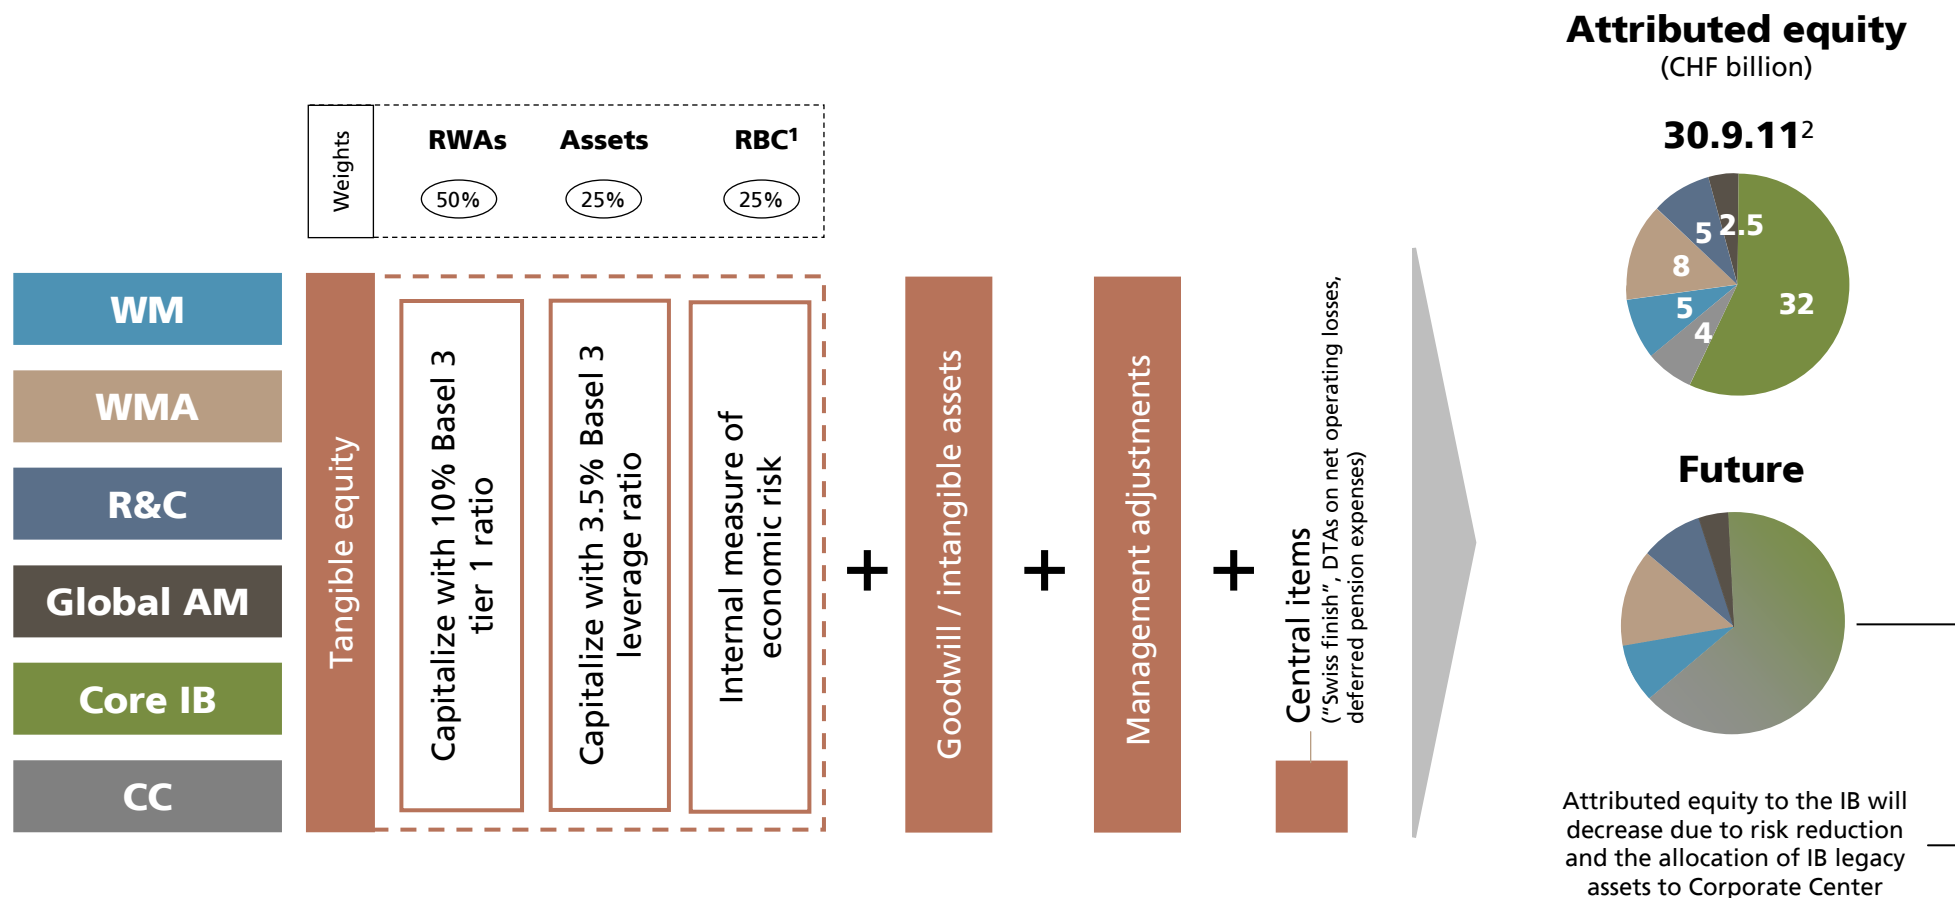 Attributed equity
(CHF billion)
30.9.11²
Weights
RWAs
Assets
RBC¹
50%
25%
25%
WM
WMA
R&C
Global AM
Core IB
CC
Tangible equity
Capitalize with 10% Basel 3
tier 1 ratio
Capitalize with 3.5% Basel 3
leverage ratio
Internal measure of
economic risk
+
Goodwill / intangible assets
+
Management adjustments
+
Central items
(“Swiss finish”, DTAs on net operating losses,
deferred pension expenses)
5
2.5
8
5
4
32
Future
Attributed equity to the IB will
decrease due to risk reduction
and the allocation of IB legacy
assets to Corporate Center